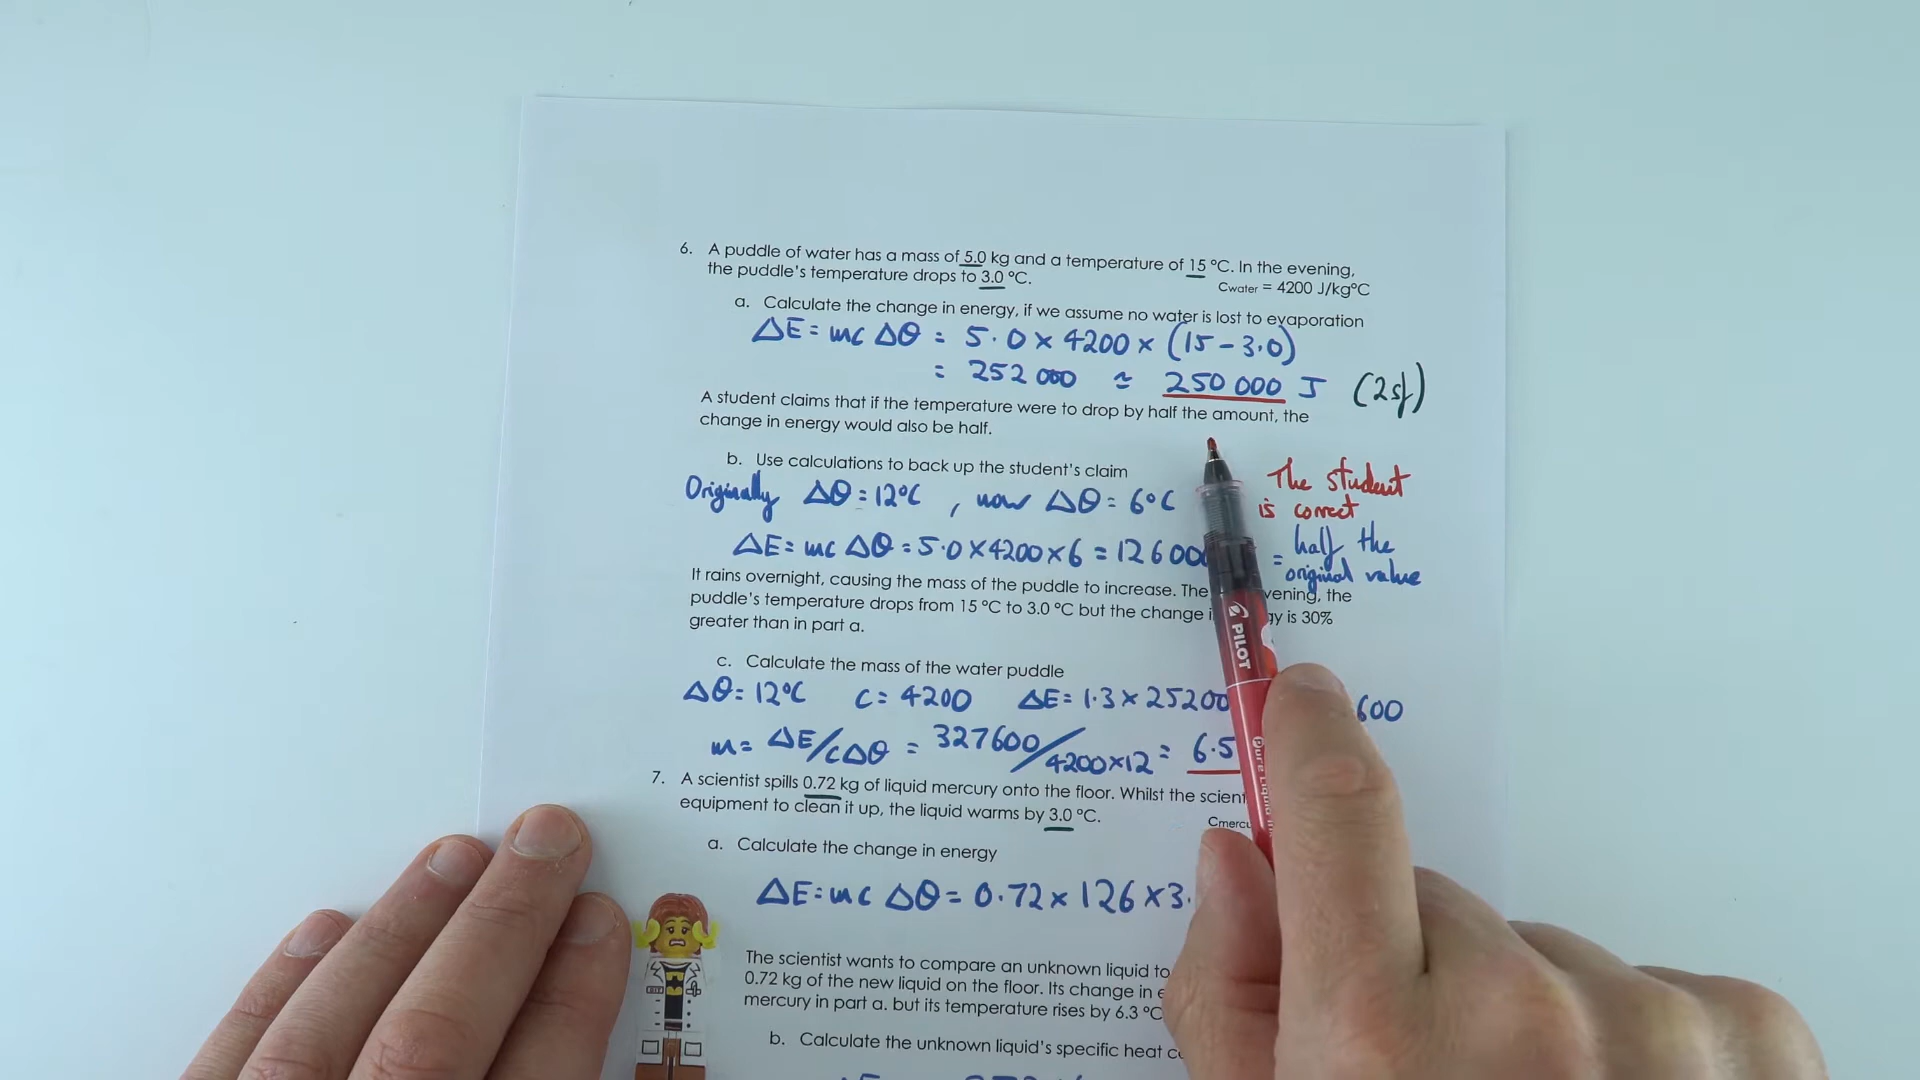 6. A puddle of water has a mass of 5.0 kg and a temperature of 15 ºC. In the evening,
the puddle's temperature drops to 3.0 ºC.
Cwater = 4200 J/kgºC
a. Calculate the change in energy, if we assume no water is lost to evaporation
ΔE = mc Δθ = 5.0 × 4200 × (15 - 3.0)
= 252 000 ≃ 250 000 J (2sf)
A student claims that if the temperature were to drop by half the amount, the
change in energy would also be half.
b. Use calculations to back up the student's claim
Originally Δθ = 12°C , now Δθ = 6°C
The student
is correct
ΔE = mc Δθ = 5.0 × 4200 × 6 = 126 000
= half the
original value
It rains overnight, causing the mass of the puddle to increase. The vening, the
puddle's temperature drops from 15 ºC to 3.0 ºC but the change i gy is 30%
greater than in part a.
c. Calculate the mass of the water puddle
Δθ = 12°C c = 4200 ΔE = 1.3 × 25200 600
m = ΔE/cΔθ = 327600/4200×12 = 6.5
7. A scientist spills 0.72 kg of liquid mercury onto the floor. Whilst the scient
equipment to clean it up, the liquid warms by 3.0 ºC.
Cmercu
a. Calculate the change in energy
ΔE = mc Δθ = 0.72 × 126 × 3.
The scientist wants to compare an unknown liquid to
0.72 kg of the new liquid on the floor. Its change in e
mercury in part a. but its temperature rises by 6.3 ºC
b. Calculate the unknown liquid's specific heat c
PILOT